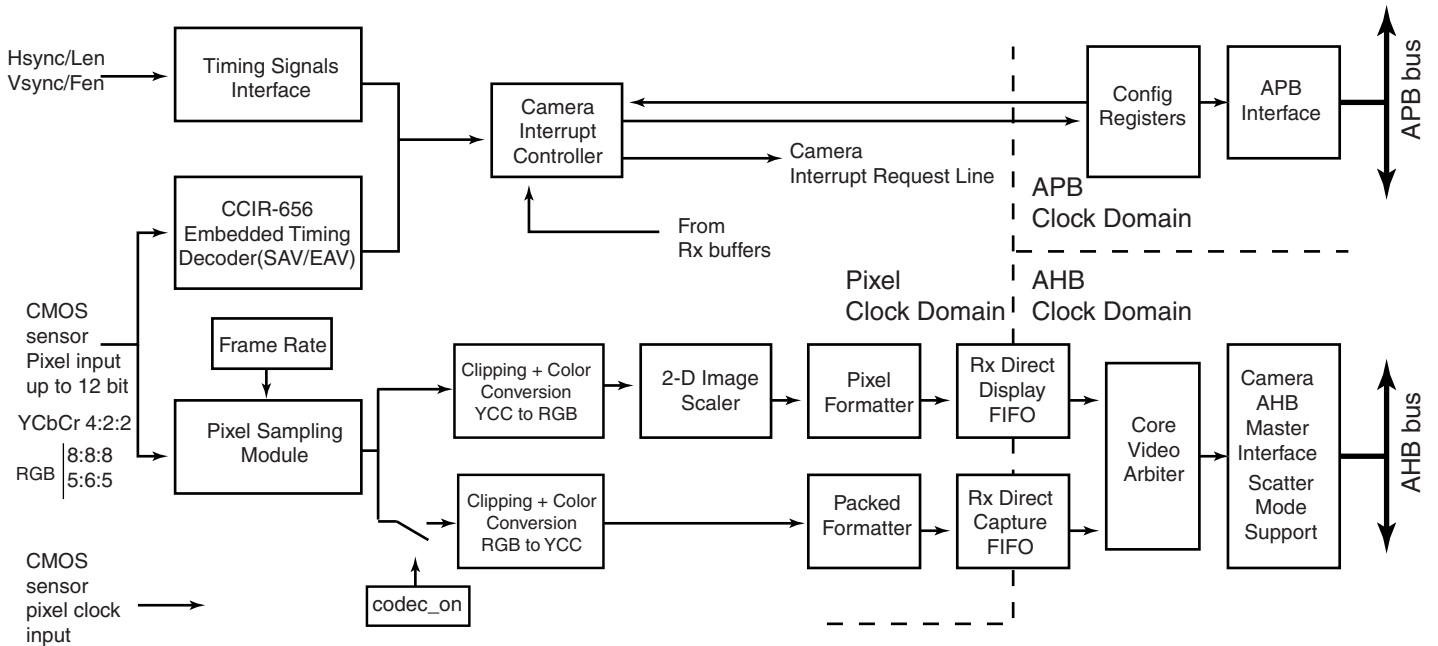 Hsync/Len
Vsync/Fen
Timing Signals
Interface
CCIR-656
Embedded Timing
Decoder(SAV/EAV)
Camera
Interrupt
Controller
Camera
Interrupt Request Line
From
Rx buffers
Config
Registers
APB
Interface
APB bus
APB
Clock Domain
Pixel
Clock Domain
AHB
Clock Domain
CMOS
sensor
Pixel input
up to 12 bit
YCbCr 4:2:2
RGB
8:8:8
5:6:5
CMOS
sensor
pixel clock
input
Frame Rate
Pixel Sampling
Module
Clipping + Color
Conversion
YCC to RGB
2-D Image
Scaler
Pixel
Formatter
Rx Direct
Display
FIFO
Clipping + Color
Conversion
RGB to YCC
codec_on
Packed
Formatter
Rx Direct
Capture
FIFO
Core
Video
Arbiter
Camera
AHB
Master
Interface
Scatter
Mode
Support
AHB bus